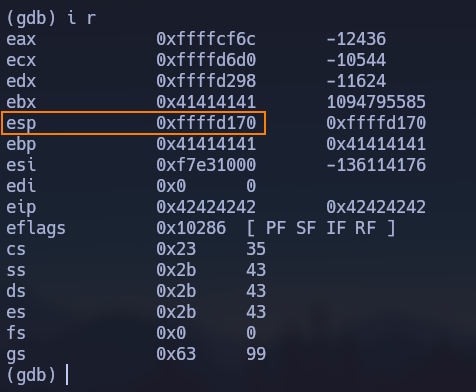 (gdb) i r
eax            0xffffcf6c       -12436
ecx            0xffffd6d0       -10544
edx            0xffffd298       -11624
ebx            0x41414141       1094795585
esp            0xffffd170       0xffffd170
ebp            0x41414141       0x41414141
esi            0xf7e31000       -136114176
edi            0x0      0
eip            0x42424242       0x42424242
eflags         0x10286  [ PF SF IF RF ]
cs             0x23     35
ss             0x2b     43
ds             0x2b     43
es             0x2b     43
fs             0x0      0
gs             0x63     99
(gdb)